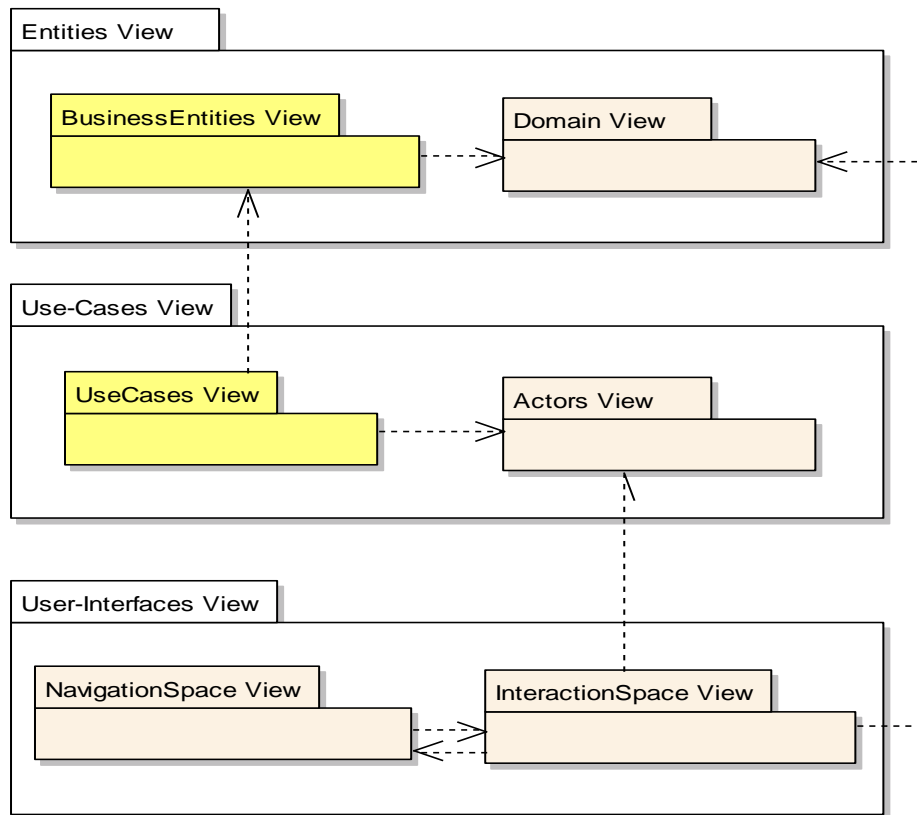 Entities View
BusinessEntities View
Domain View
Use-Cases View
UseCases View
Actors View
User-Interfaces View
NavigationSpace View
InteractionSpace View